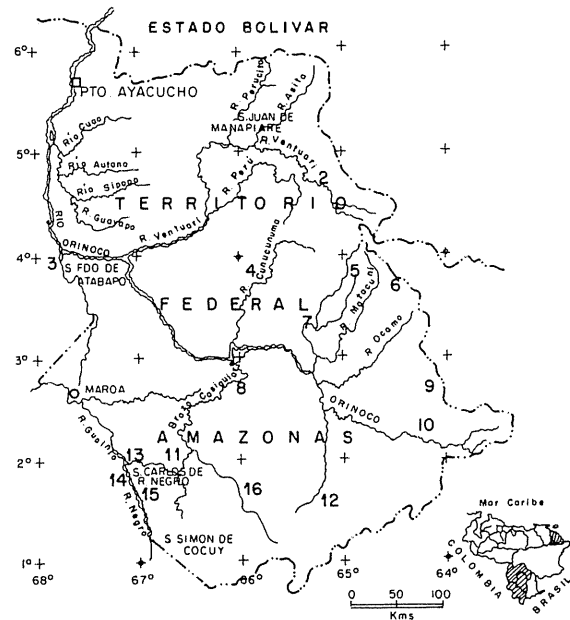 ESTADO BOLIVAR
6°
PTO. AYACUCHO
R. Parucito
R. Asita
S. JUAN DE
MANAPIARE
Río Cuao
5°
R. Ventuari
Río Autana
2
Río Sipapo
R. Parú
TERRITORIO
R. Guayapo
RIO
R. Ventuari
ORINOCO
4°
3
S FDO DE
ATABAPO
4
R. Cunucunuma
5
6
FEDERAL
7
R. Matacuni
R. Ocamo
3°
8
9
MAROA
Brazo Casiquiare
ORINOCO
10
R. Guainía
AMAZONAS
2°
13
11
14
S. CARLOS DE
R. NEGRO
15
16
12
R. Negro
S SIMON DE
COCUY
1°
68°
67°
66°
65°
64°
0
50
100
Kms
Mar Caribe
COLOMBIA
BRASIL